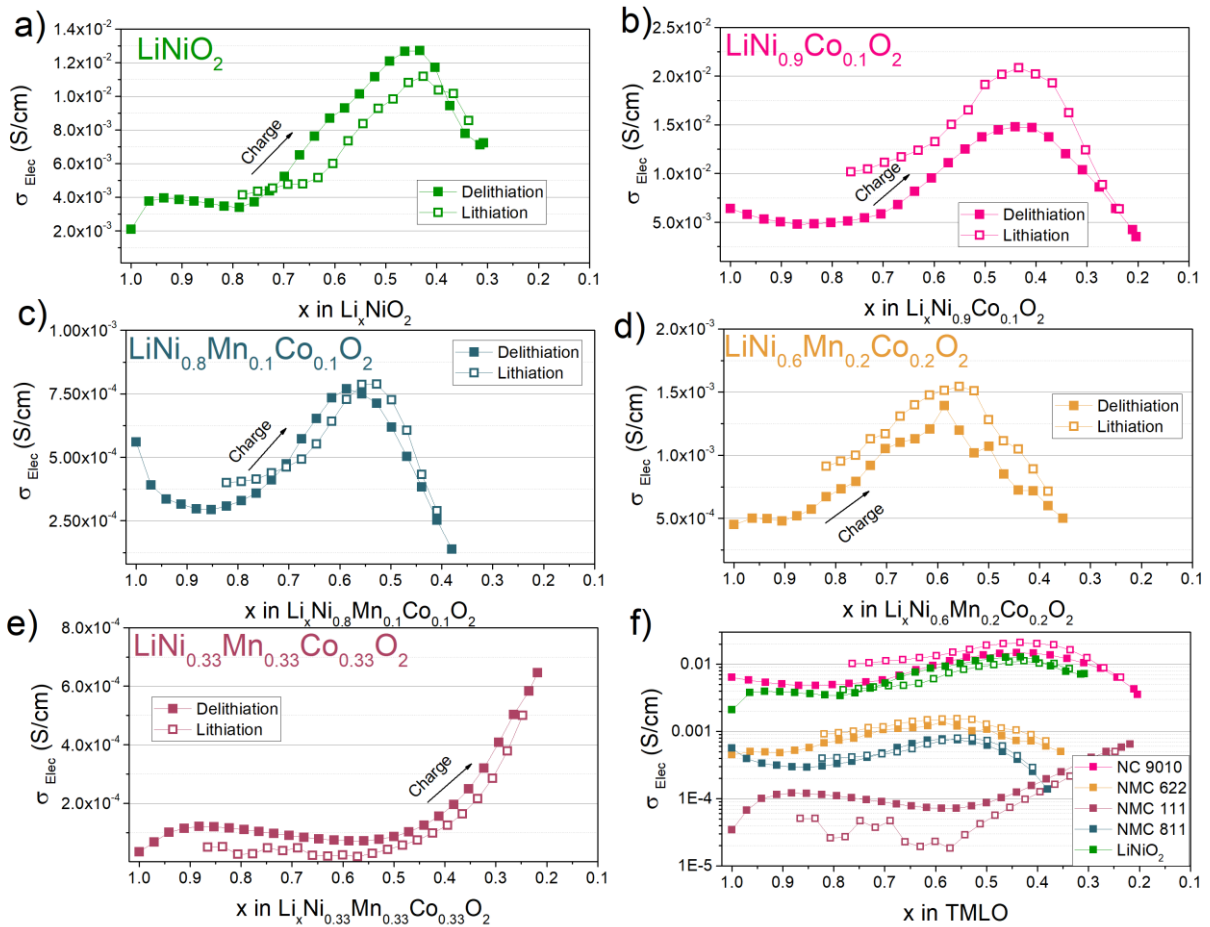 a)
LiNiO₂
1.4x10⁻²
1.2x10⁻²
1.0x10⁻²
8.0x10⁻³
6.0x10⁻³
4.0x10⁻³
2.0x10⁻³
σ Elec (S/cm)
Charge
Delithiation
Lithiation
1.0 0.9 0.8 0.7 0.6 0.5 0.4 0.3 0.2 0.1
x in LiₓNiO₂
b)
LiNi₀.₉Co₀.₁O₂
2.5x10⁻²
2.0x10⁻²
1.5x10⁻²
1.0x10⁻²
5.0x10⁻³
σ Elec (S/cm)
Charge
Delithiation
Lithiation
1.0 0.9 0.8 0.7 0.6 0.5 0.4 0.3 0.2 0.1
x in LiₓNi₀.₉Co₀.₁O₂
c)
LiNi₀.₈Mn₀.₁Co₀.₁O₂
1.00x10⁻³
7.50x10⁻⁴
5.00x10⁻⁴
2.50x10⁻⁴
σ Elec (S/cm)
Charge
Delithiation
Lithiation
1.0 0.9 0.8 0.7 0.6 0.5 0.4 0.3 0.2 0.1
x in LiₓNi₀.₈Mn₀.₁Co₀.₁O₂
d)
LiNi₀.₆Mn₀.₂Co₀.₂O₂
2.0x10⁻³
1.5x10⁻³
1.0x10⁻³
5.0x10⁻⁴
σ Elec (S/cm)
Charge
Delithiation
Lithiation
1.0 0.9 0.8 0.7 0.6 0.5 0.4 0.3 0.2 0.1
x in LiₓNi₀.₆Mn₀.₂Co₀.₂O₂
e)
LiNi₀.₃₃Mn₀.₃₃Co₀.₃₃O₂
8.0x10⁻⁴
6.0x10⁻⁴
4.0x10⁻⁴
2.0x10⁻⁴
σ Elec (S/cm)
Delithiation
Lithiation
Charge
1.0 0.9 0.8 0.7 0.6 0.5 0.4 0.3 0.2 0.1
x in LiₓNi₀.₃₃Mn₀.₃₃Co₀.₃₃O₂
f)
0.01
0.001
1E-4
1E-5
σ Elec (S/cm)
NC 9010
NMC 622
NMC 111
NMC 811
LiNiO₂
1.0 0.9 0.8 0.7 0.6 0.5 0.4 0.3 0.2 0.1
x in TMLO